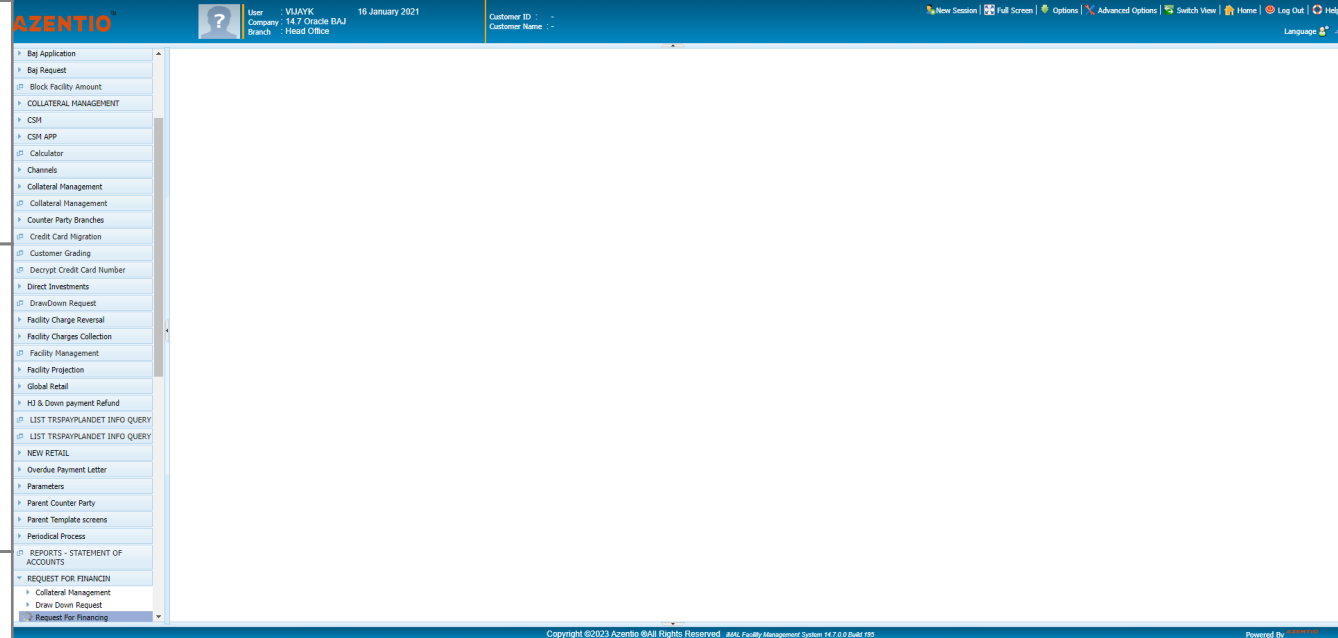 AZENTIO™
User : VIJAYK 16 January 2021
Company : 14.7 Oracle BAJ
Branch : Head Office
Customer ID : -
Customer Name : -
New Session | Full Screen | Options | Advanced Options | Switch View | Home | Log Out | Help
Language
Baj Application
Baj Request
Block Facility Amount
COLLATERAL MANAGEMENT
CSM
CSM APP
Calculator
Channels
Collateral Management
Collateral Management
Counter Party Branches
Credit Card Migration
Customer Grading
Decrypt Credit Card Number
Direct Investments
DrawDown Request
Facility Charge Reversal
Facility Charges Collection
Facility Management
Facility Projection
Global Retail
HJ & Down payment Refund
LIST TRSPAYPLANDET INFO QUERY
LIST TRSPAYPLANDET INFO QUERY
NEW RETAIL
Overdue Payment Letter
Parameters
Parent Counter Party
Parent Template screens
Periodical Process
REPORTS - STATEMENT OF
ACCOUNTS
REQUEST FOR FINANCIN
Collateral Management
Draw Down Request
Request For Financing
Copyright ©2023 Azentio ®All Rights Reserved iMAL Facility Management System 14.7.0.0 Build 195
Powered By AZENTIO